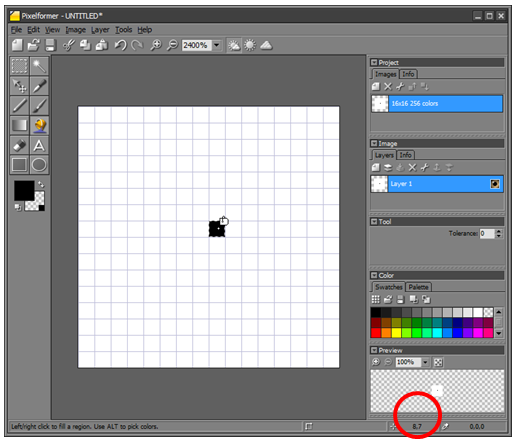 Pixelformer - UNTITLED*
File Edit View Image Layer Tools Help
2400%
Project
Images Info
16x16 256 colors
Image
Layers Info
Layer 1
Tool
Tolerance: 0
Color
Swatches Palette
Preview
100%
A
Left/right click to fill a region. Use ALT to pick colors.
8,7
0,0,0